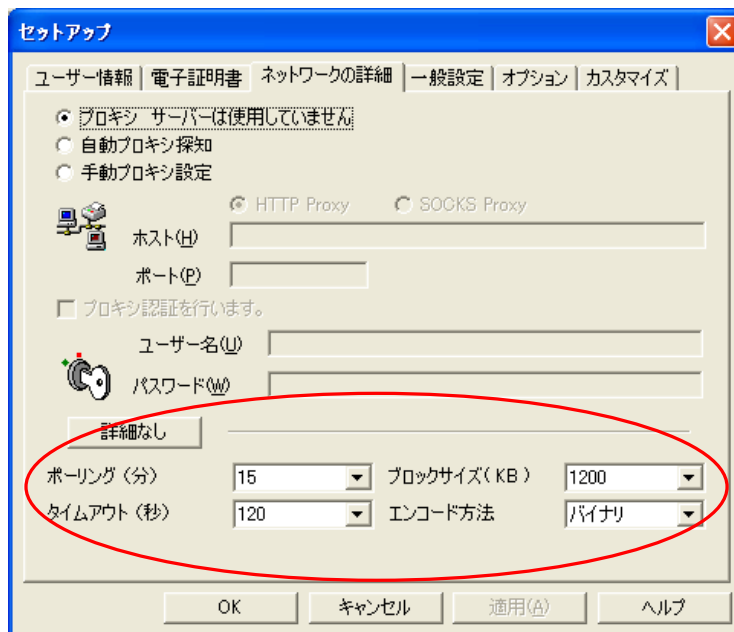 セットアップ
ユーザー情報 電子証明書 ネットワークの詳細 一般設定 オプション カスタマイズ
プロキシ サーバーは使用していません
自動プロキシ探知
手動プロキシ設定
HTTP Proxy SOCKS Proxy
ホスト(H)
ポート(P)
プロキシ認証を行います。
ユーザー名(U)
パスワード(W)
詳細なし
ポーリング(分) 15 ブロックサイズ(KB) 1200
タイムアウト(秒) 120 エンコード方法 バイナリ
OK キャンセル 適用(A) ヘルプ